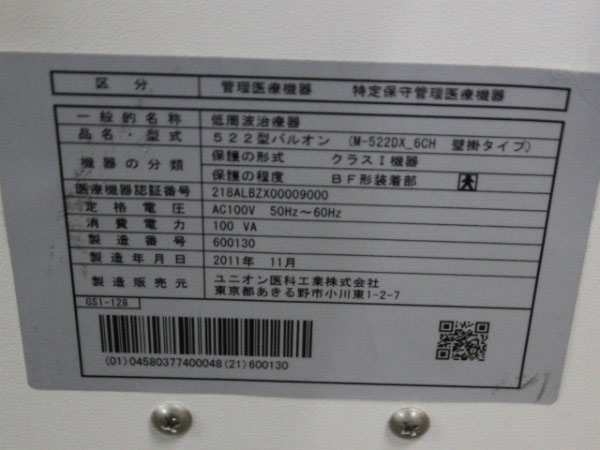 区分 管理医療機器 特定保守管理医療機器
一般的名称 低周波治療器
品名・型式 522型パルオン (M-522DX_6CH 壁掛タイプ)
機器の分類 保護の形式 クラスI機器
保護の程度 BF形装着部
医療機器認証番号 218ALBZX00009000
定格電圧 AC100V 50Hz～60Hz
消費電力 100 VA
製造番号 600130
製造年月日 2011年 11月
製造販売元 ユニオン医科工業株式会社
東京都あきる野市小川東1-2-7
GS1-128
(01)04580377400048(21)600130